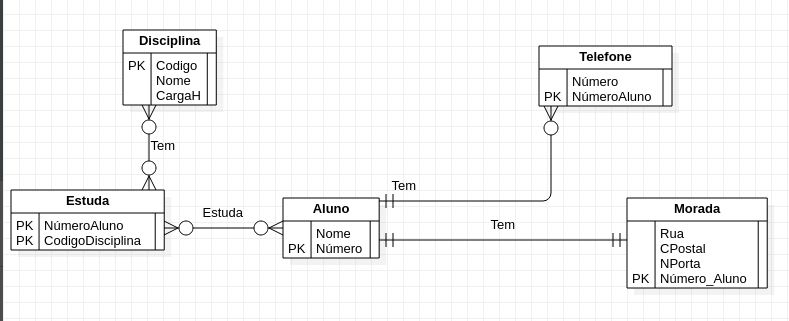 Disciplina
PK Codigo
Nome
CargaH
Tem
Telefone
Número
PK NúmeroAluno
Estuda
PK NúmeroAluno
PK CodigoDisciplina
Estuda
Aluno
Nome
PK Número
Tem
Tem
Morada
Rua
CPostal
NPorta
PK Número_Aluno